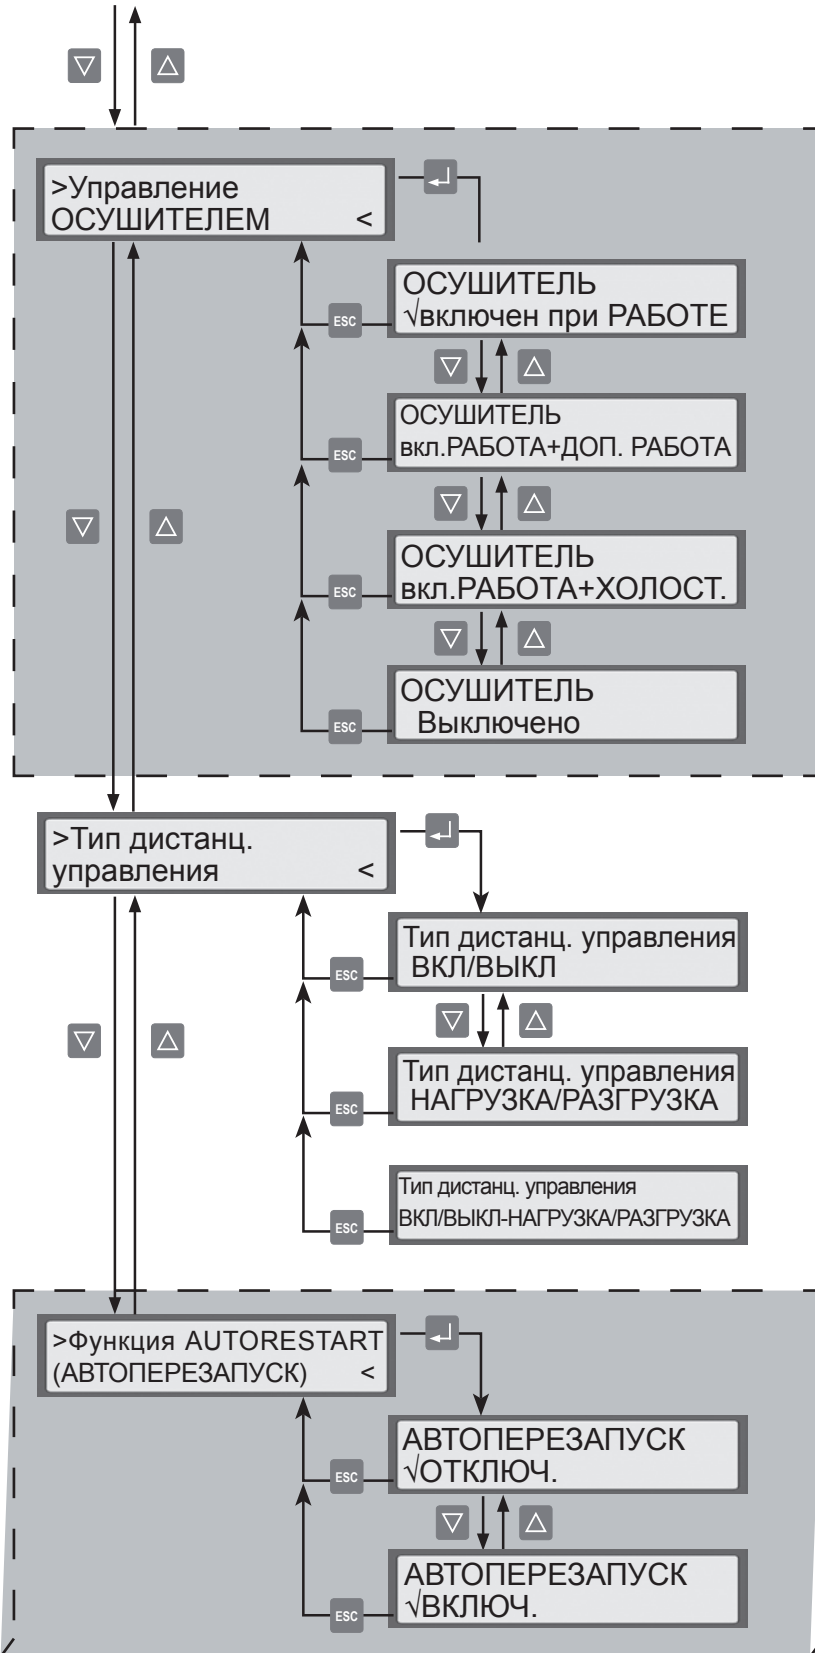 >Управление
ОСУШИТЕЛЕМ <
ОСУШИТЕЛЬ
√включен при РАБОТЕ
ESC
ОСУШИТЕЛЬ
вкл.РАБОТА+ДОП. РАБОТА
ESC
ОСУШИТЕЛЬ
вкл.РАБОТА+ХОЛОСТ.
ESC
ОСУШИТЕЛЬ
Выключено
ESC
>Тип дистанц.
управления <
Тип дистанц. управления
ВКЛ/ВЫКЛ
ESC
Тип дистанц. управления
НАГРУЗКА/РАЗГРУЗКА
ESC
Тип дистанц. управления
ВКЛ/ВЫКЛ-НАГРУЗКА/РАЗГРУЗКА
ESC
>Функция AUTORESTART
(АВТОПЕРЕЗАПУСК) <
АВТОПЕРЕЗАПУСК
√ОТКЛЮЧ.
ESC
АВТОПЕРЕЗАПУСК
√ВКЛЮЧ.
ESC